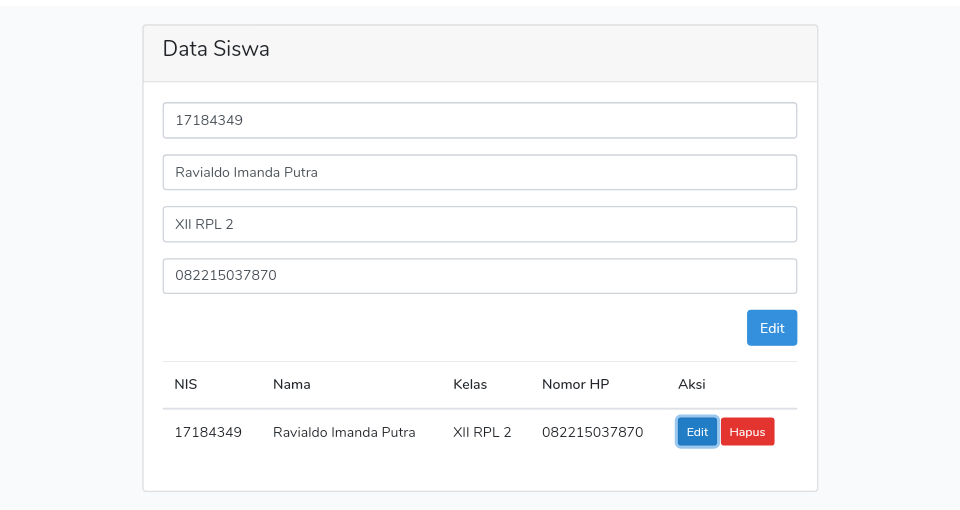 Data Siswa
17184349
Ravialdo Imanda Putra
XII RPL 2
082215037870
Edit
NIS Nama Kelas Nomor HP Aksi
17184349 Ravialdo Imanda Putra XII RPL 2 082215037870 Edit Hapus